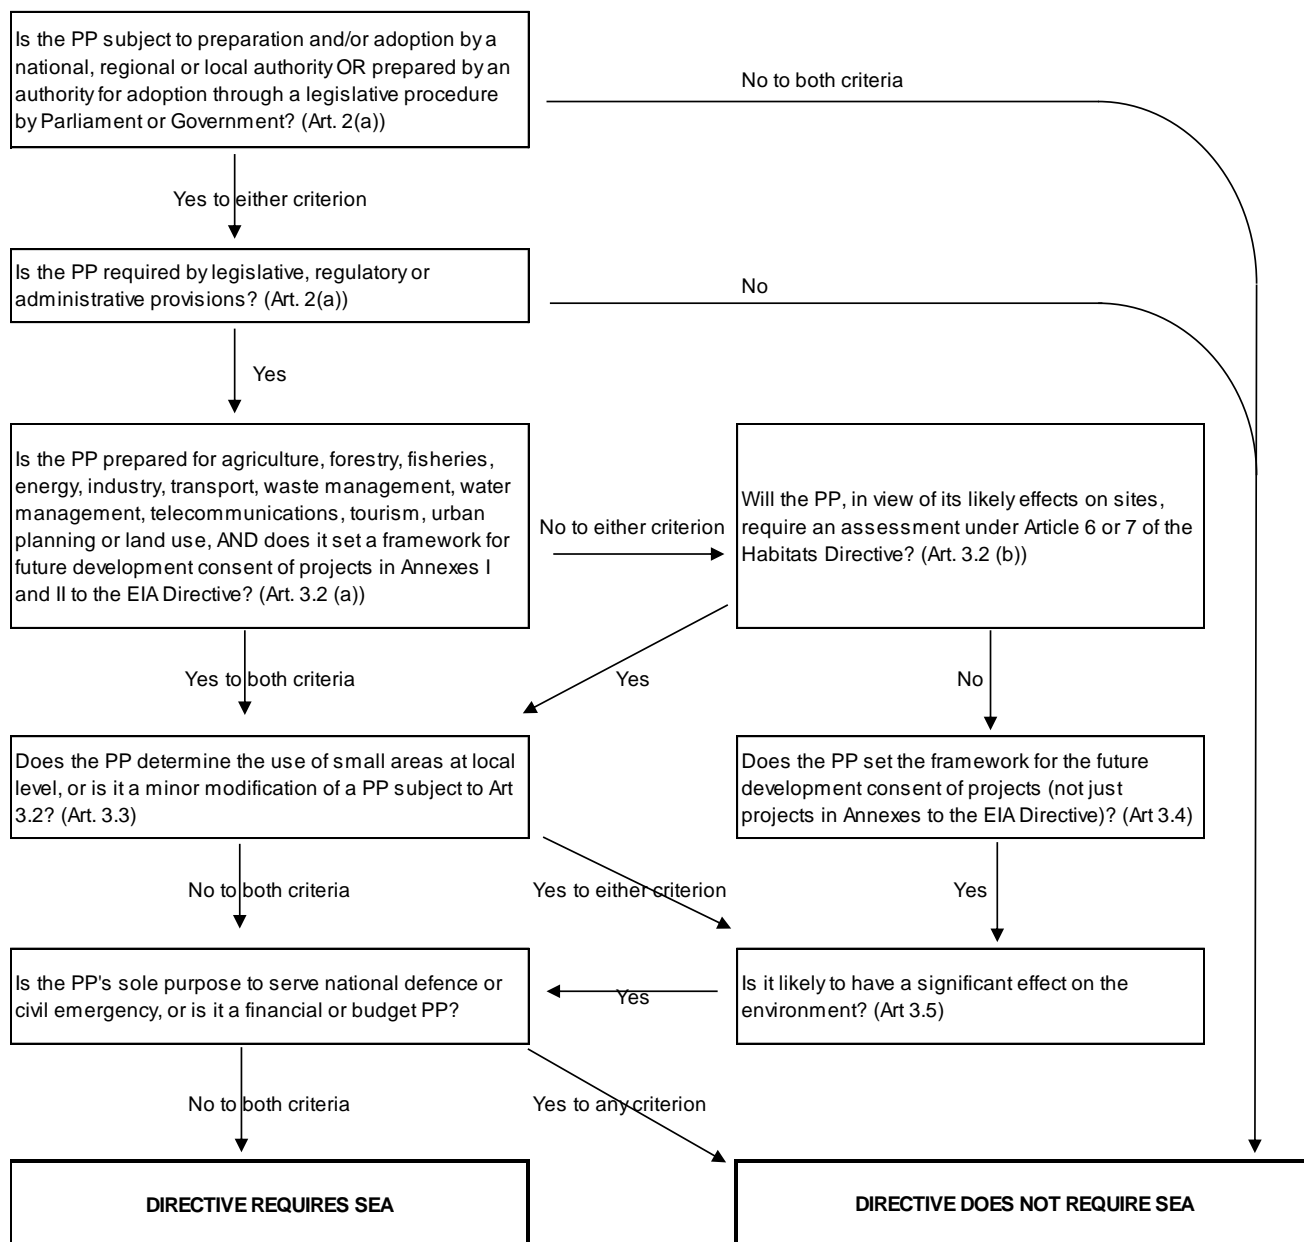 Is the PP subject to preparation and/or adoption by a
national, regional or local authority OR prepared by an
authority for adoption through a legislative procedure
by Parliament or Government? (Art. 2(a))
No to both criteria
Yes to either criterion
Is the PP required by legislative, regulatory or
administrative provisions? (Art. 2(a))
No
Yes
Is the PP prepared for agriculture, forestry, fisheries,
energy, industry, transport, waste management, water
management, telecommunications, tourism, urban
planning or land use, AND does it set a framework for
future development consent of projects in Annexes I
and II to the EIA Directive? (Art. 3.2 (a))
No to either criterion
Will the PP, in view of its likely effects on sites,
require an assessment under Article 6 or 7 of the
Habitats Directive? (Art. 3.2 (b))
Yes to both criteria
Yes
No
Does the PP determine the use of small areas at local
level, or is it a minor modification of a PP subject to Art
3.2? (Art. 3.3)
Does the PP set the framework for the future
development consent of projects (not just
projects in Annexes to the EIA Directive)? (Art 3.4)
No to both criteria
Yes to either criterion
Yes
Is the PP's sole purpose to serve national defence or
civil emergency, or is it a financial or budget PP?
Yes
Is it likely to have a significant effect on the
environment? (Art 3.5)
No to both criteria
Yes to any criterion
DIRECTIVE REQUIRES SEA
DIRECTIVE DOES NOT REQUIRE SEA